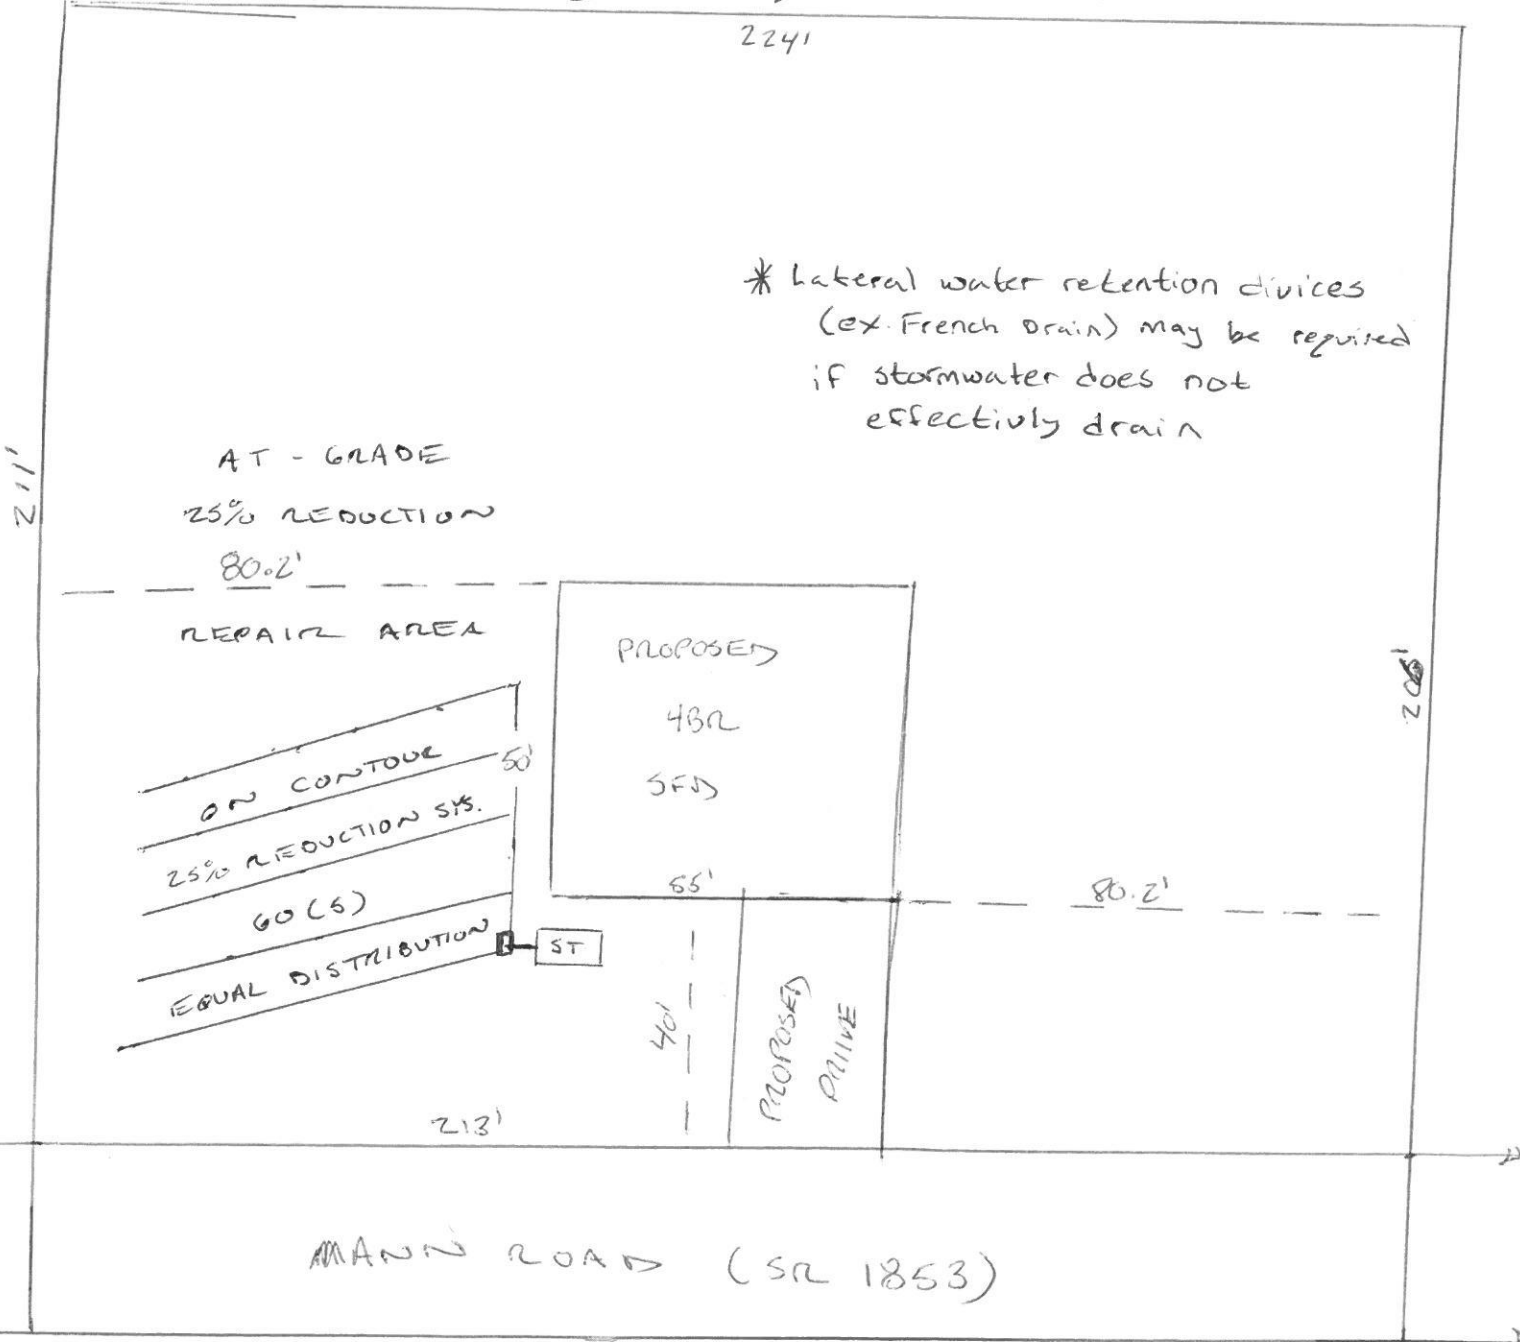 224'
* Lateral water retention divices
(ex. French Drain) may be required
if stormwater does not
effectivly drain
211'
AT-GRADE
25% REDUCTION
80.2'
REPAIR AREA
PROPOSED
4BR
SFD
55'
50'
ON CONTOUR
25% REDUCTION SYS.
60(5)
EQUAL DISTRIBUTION
ST
80.2'
40'
PROPOSED
DRIVE
213'
MANN ROAD (SR 1853)